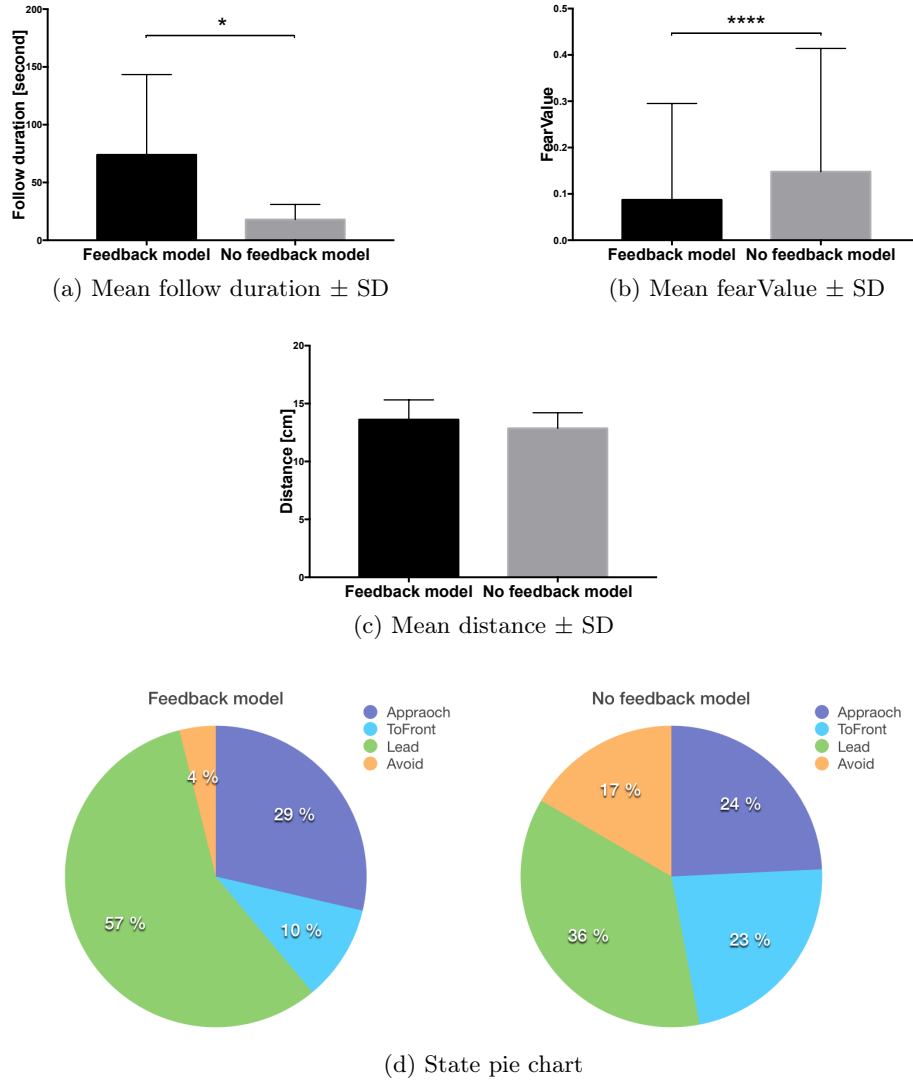 200
150
100
50
0
Follow duration [second]
*
Feedback model No feedback model
(a) Mean follow duration ± SD
0.5
0.4
0.3
0.2
0.1
0.0
FearValue
****
Feedback model No feedback model
(b) Mean fearValue ± SD
20
15
10
5
0
Distance [cm]
Feedback model No feedback model
(c) Mean distance ± SD
Feedback model
Appraoch
ToFront
Lead
Avoid
4 %
29 %
57 %
10 %
No feedback model
Appraoch
ToFront
Lead
Avoid
17 %
24 %
36 %
23 %
(d) State pie chart